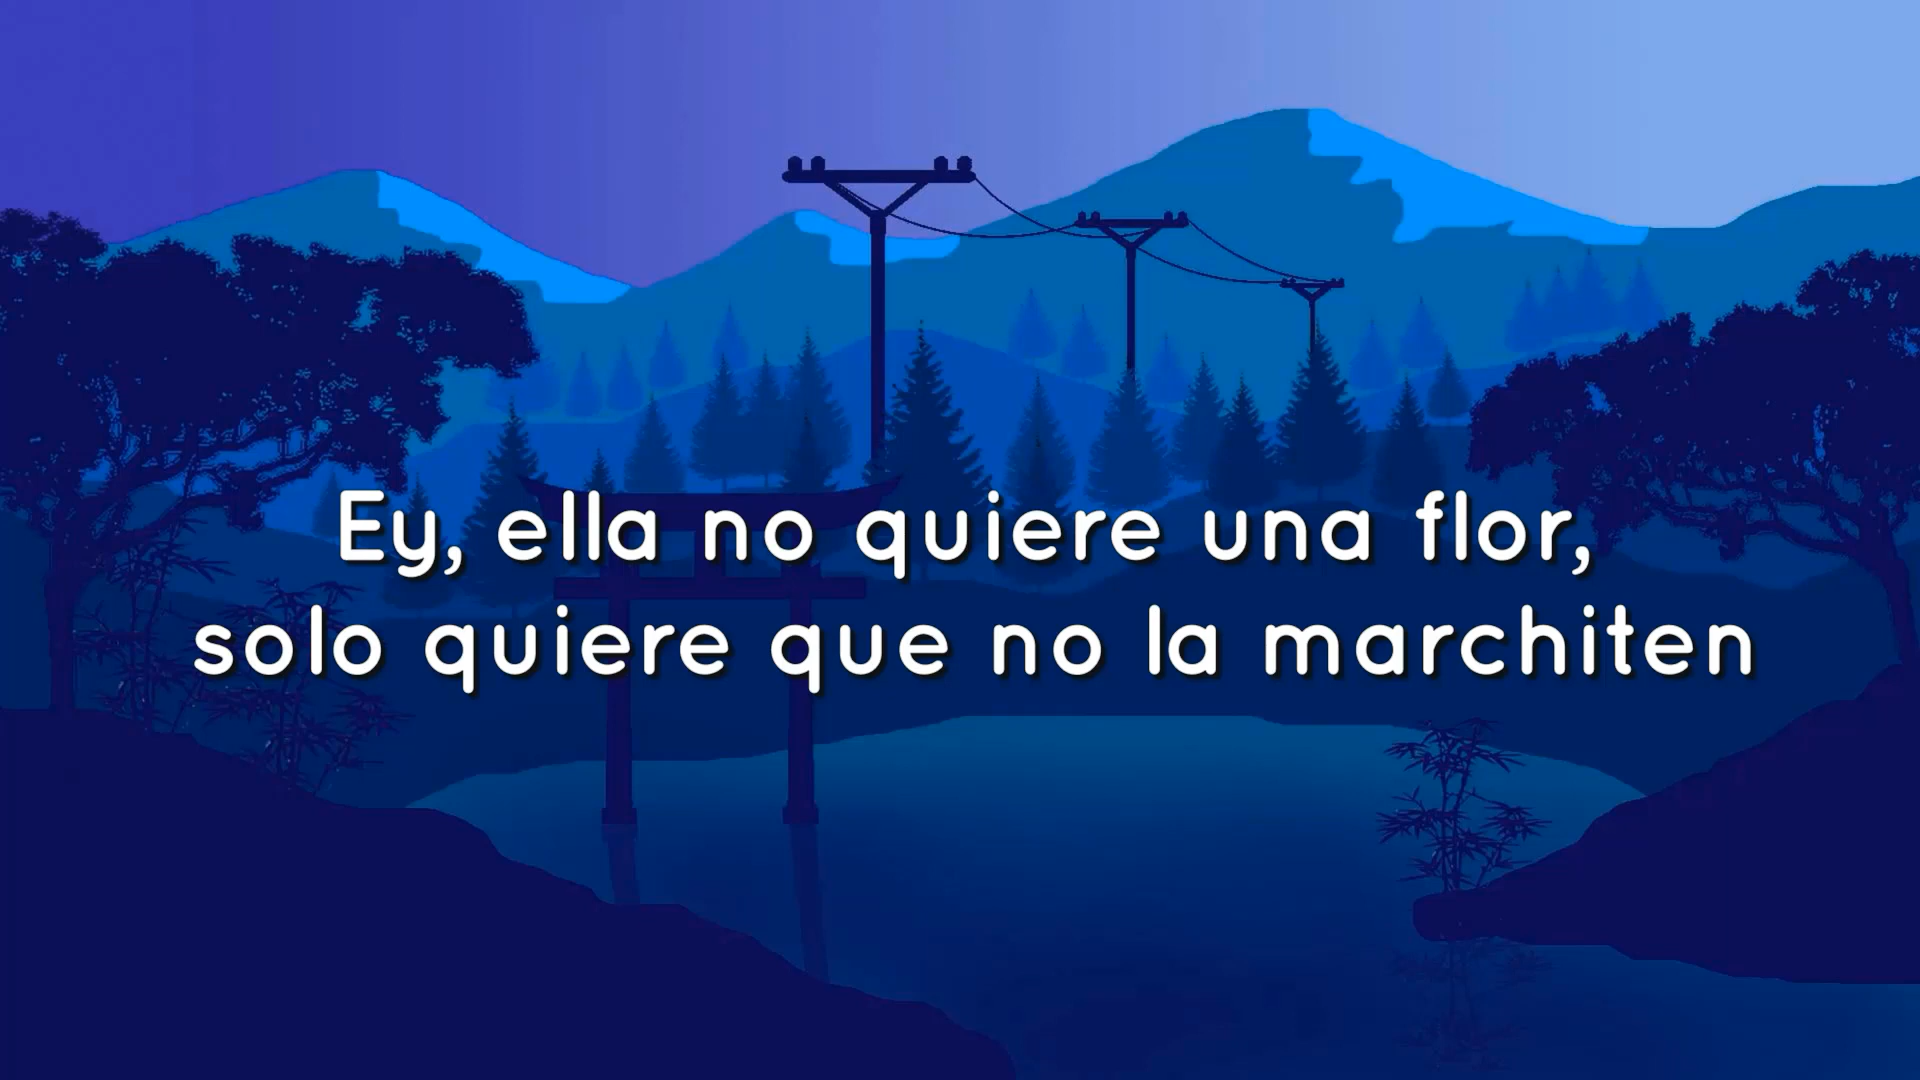 Ey, ella no quiere una flor,
solo quiere que no la marchiten